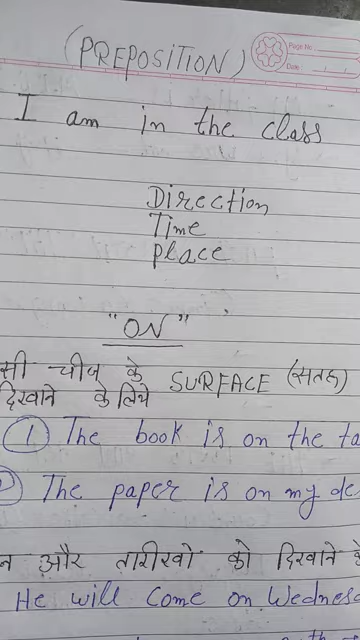 (PREPOSITION)
Page No
Date
I am in the class
Direction
Time
place
"ON"
सी चीज के SURFACE (सतह)
दिखाने के लिये
① The book is on the ta
The paper is on my de
न और तारीखो को दिखाने के
He will Come on Wednesd